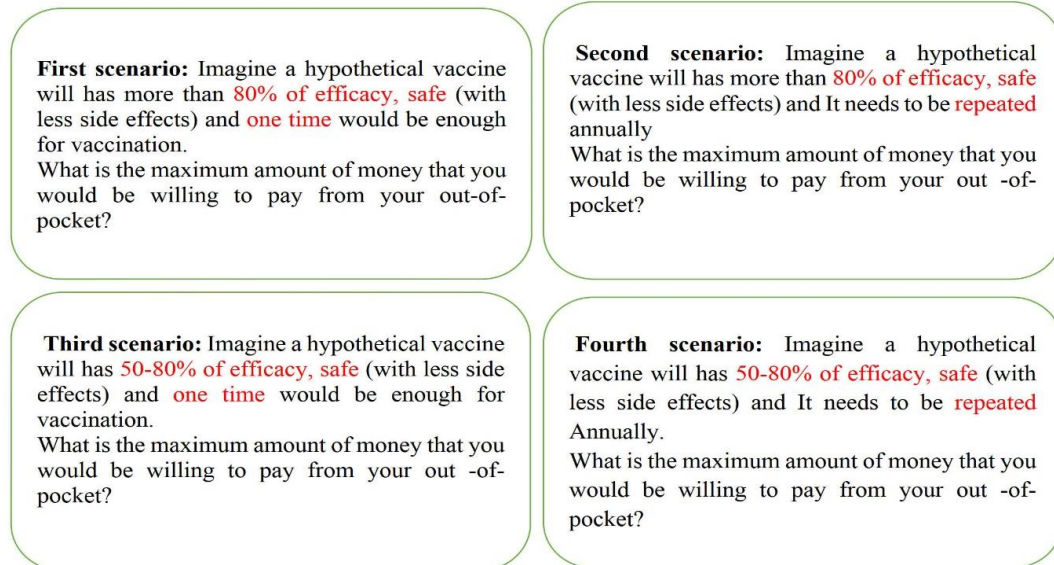 First scenario: Imagine a hypothetical vaccine
will has more than 80% of efficacy, safe (with
less side effects) and one time would be enough
for vaccination.
What is the maximum amount of money that you
would be willing to pay from your out-of-
pocket?
Second scenario: Imagine a hypothetical
vaccine will has more than 80% of efficacy, safe
(with less side effects) and It needs to be repeated
annually
What is the maximum amount of money that you
would be willing to pay from your out -of-
pocket?
Third scenario: Imagine a hypothetical vaccine
will has 50-80% of efficacy, safe (with less side
effects) and one time would be enough for
vaccination.
What is the maximum amount of money that you
would be willing to pay from your out -of-
pocket?
Fourth scenario: Imagine a hypothetical
vaccine will has 50-80% of efficacy, safe (with
less side effects) and It needs to be repeated
Annually.
What is the maximum amount of money that you
would be willing to pay from your out -of-
pocket?